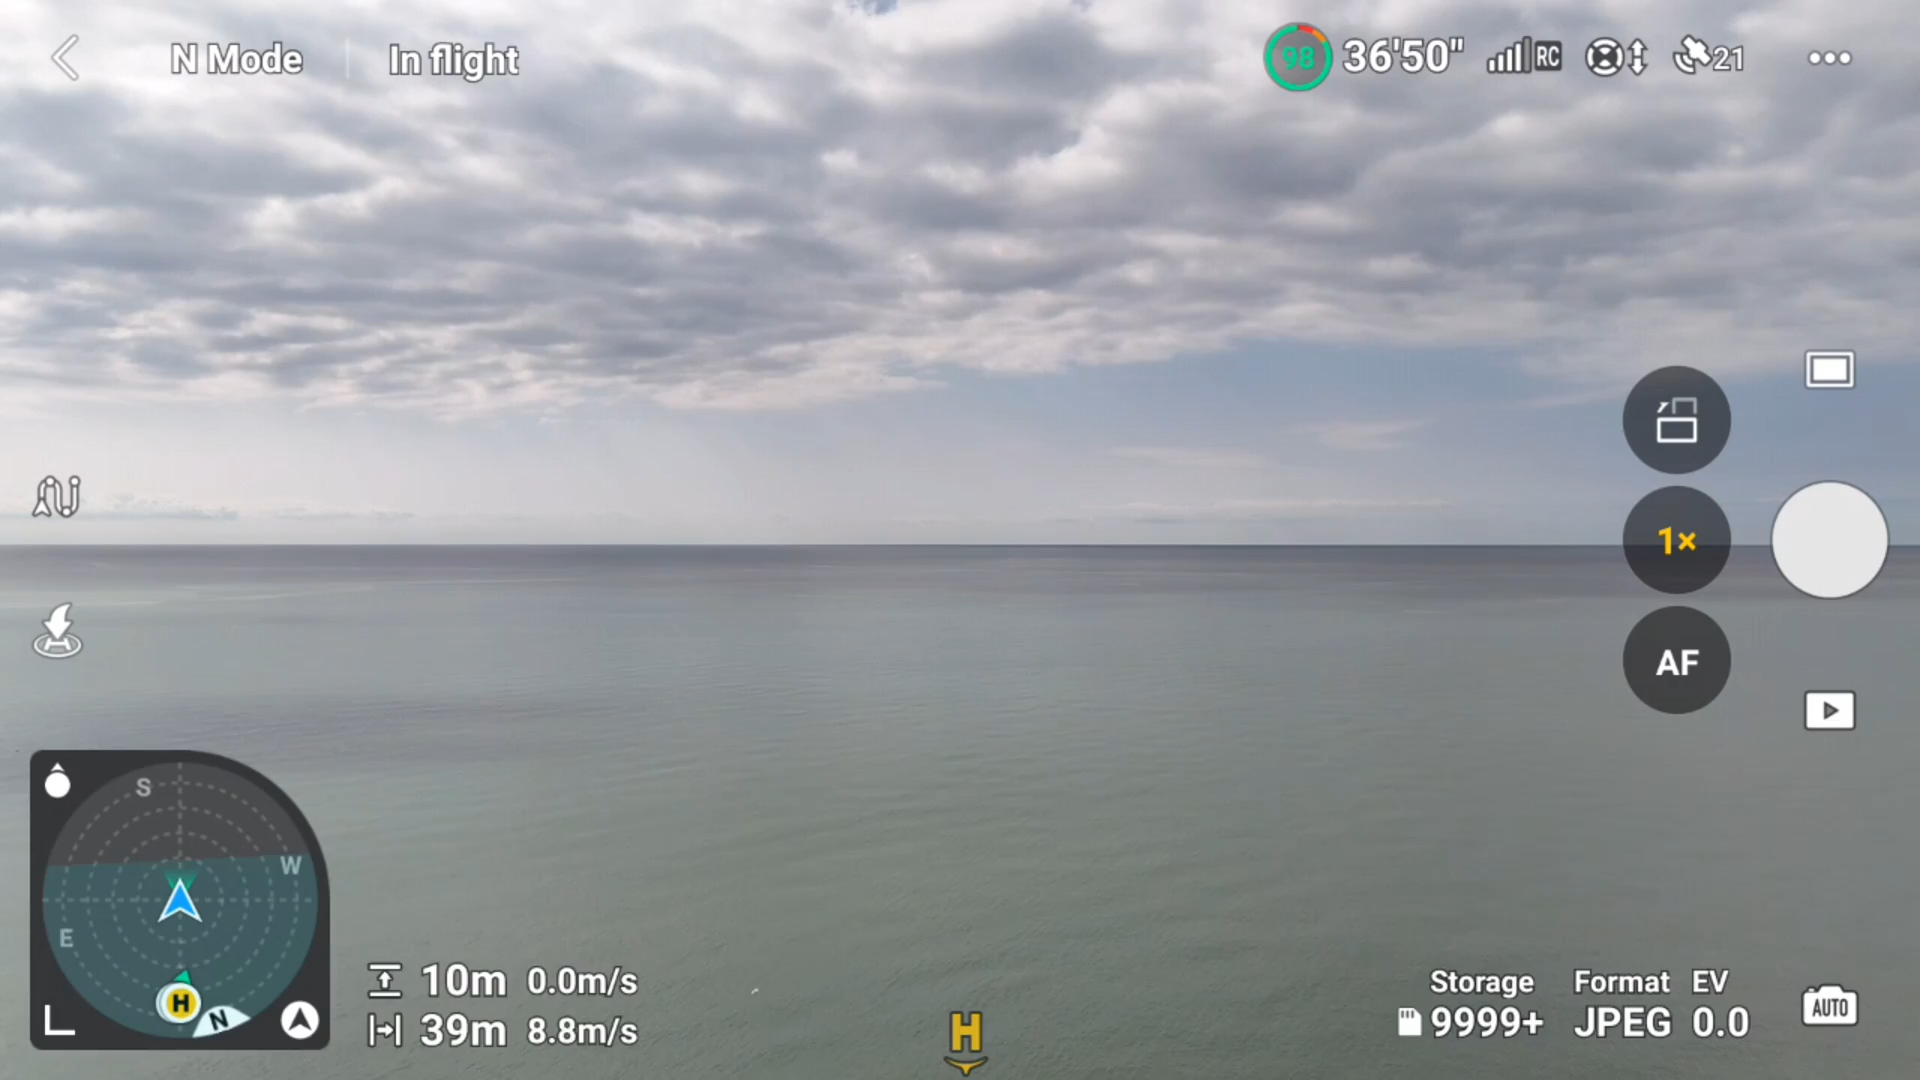 N Mode
In flight
98
36'50"
RC
21
1×
AF
S
W
E
H
N
10m 0.0m/s
39m 8.8m/s
H
Storage Format EV
9999+ JPEG 0.0
AUTO